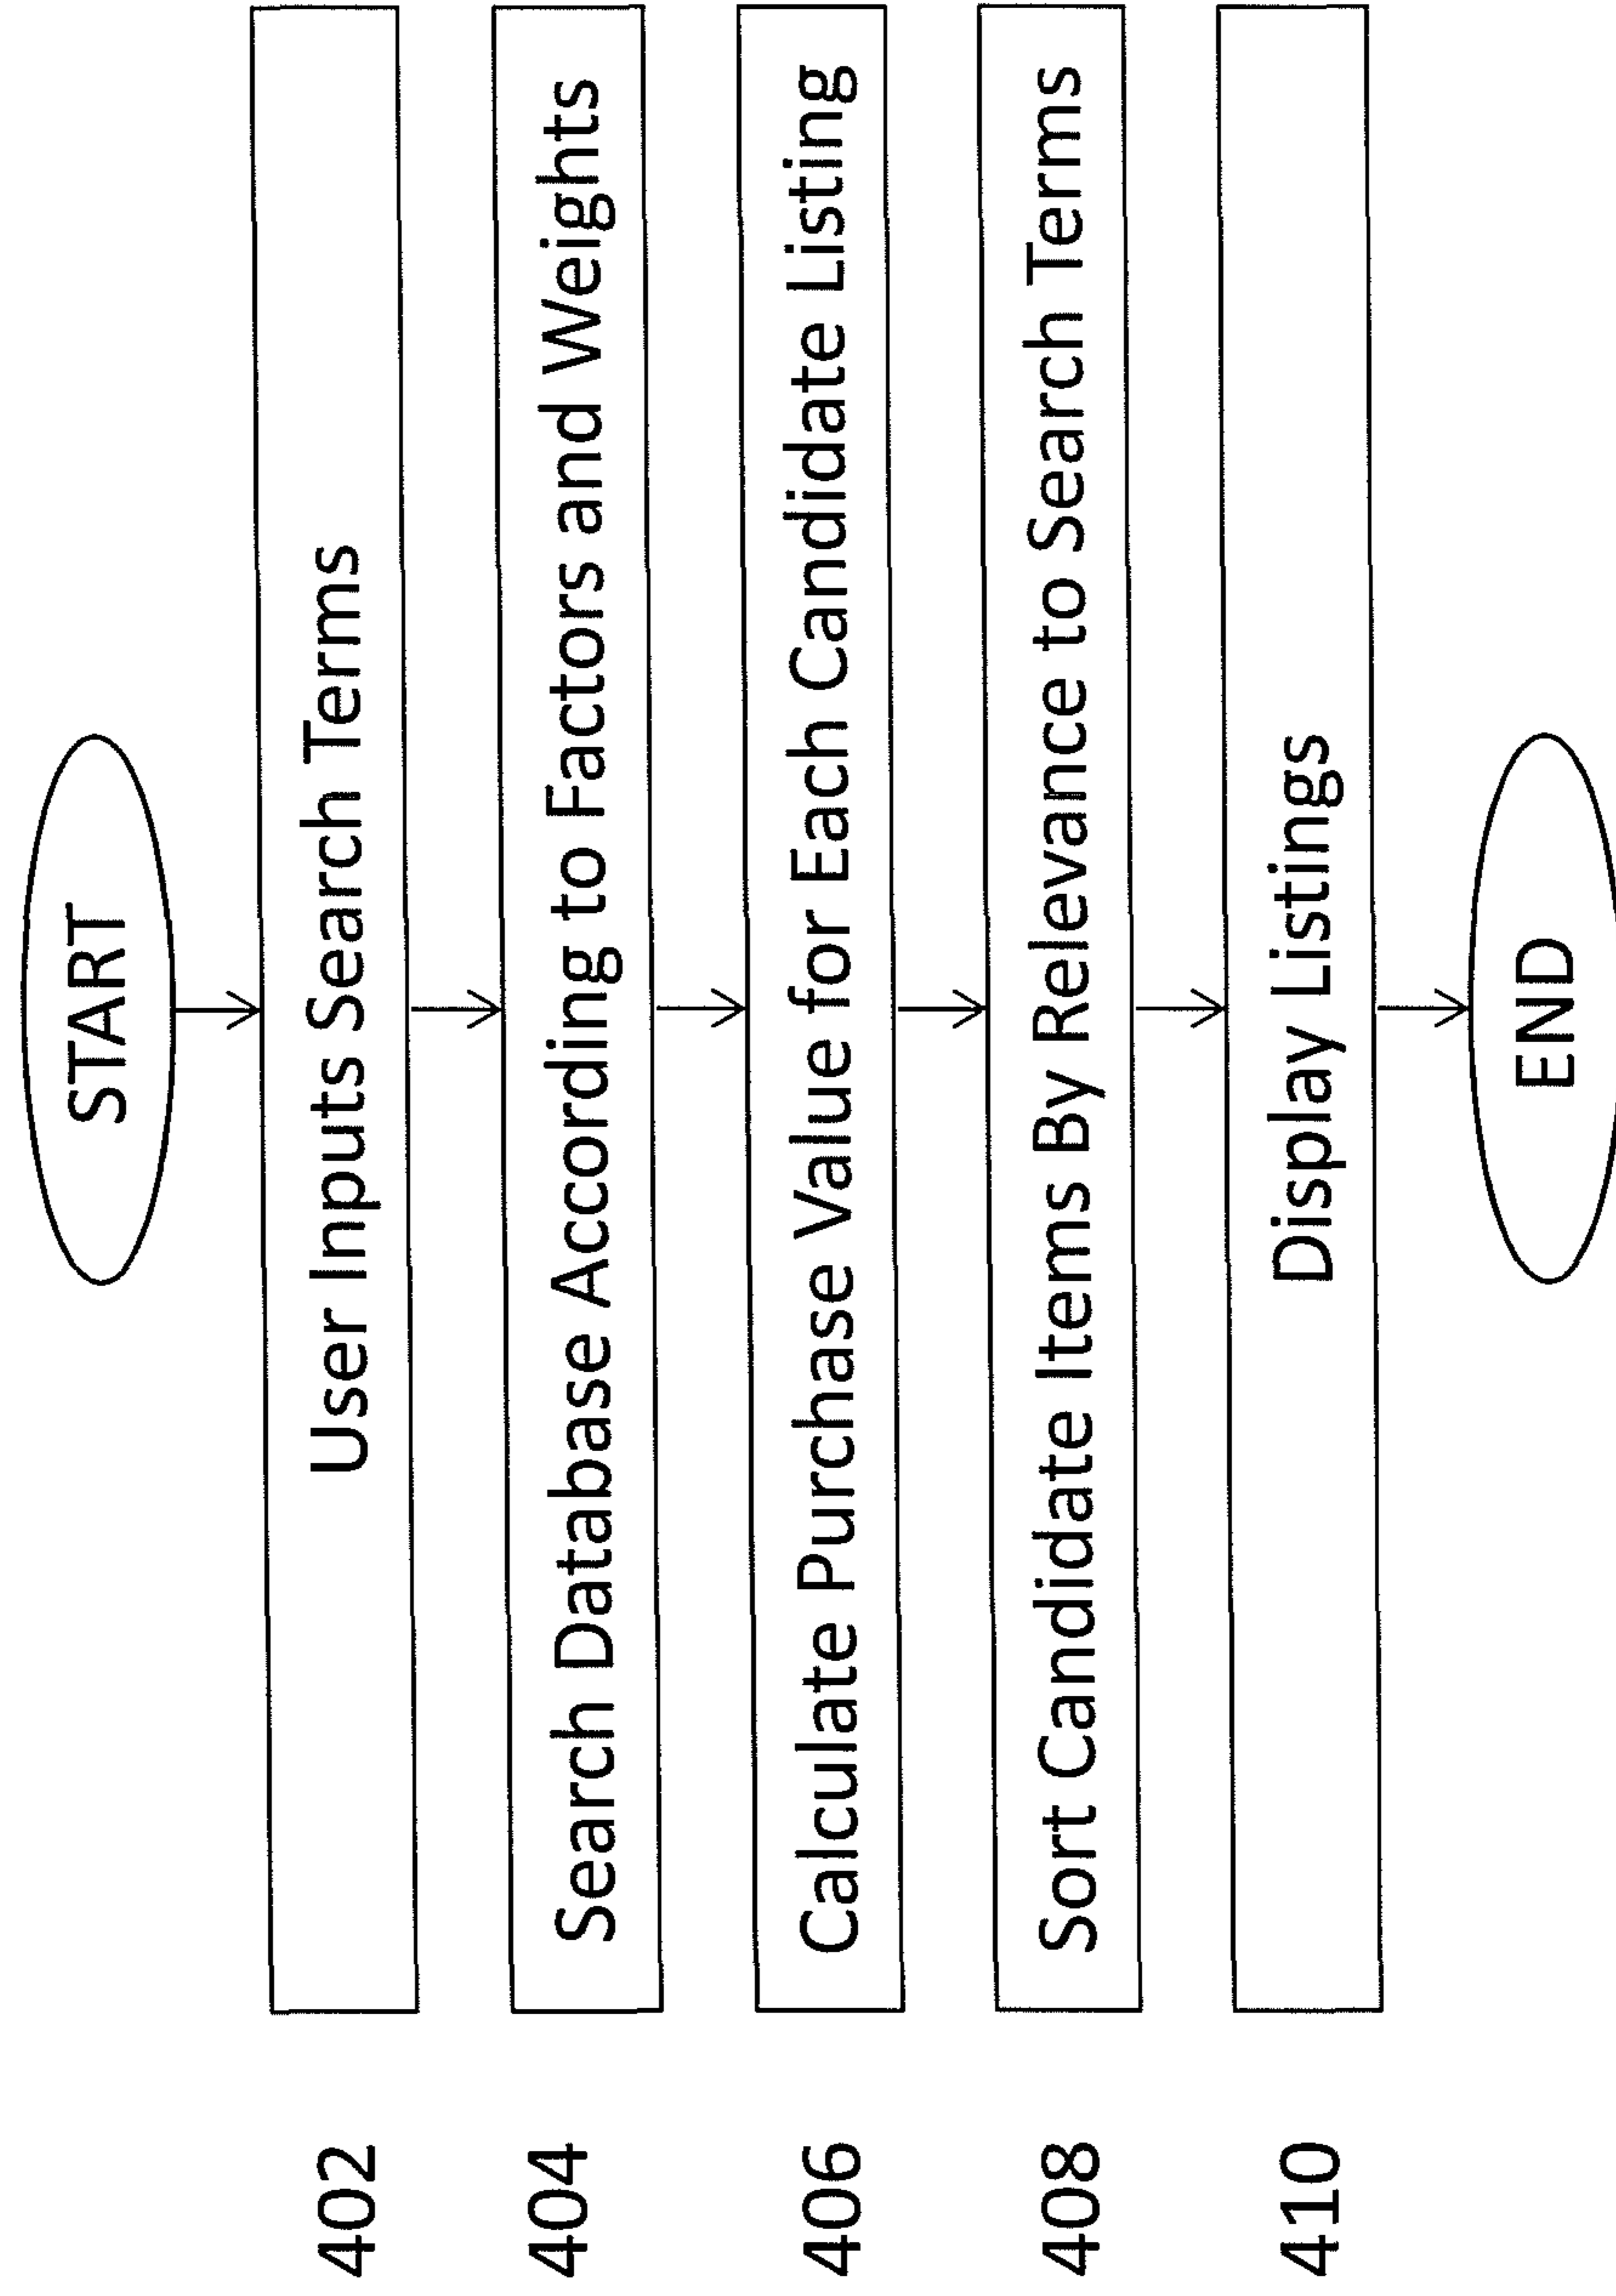 START
402
User Inputs Search Terms
404
Search Database According to Factors and Weights
406
Calculate Purchase Value for Each Candidate Listing
408
Sort Candidate Items By Relevance to Search Terms
410
Display Listings
END